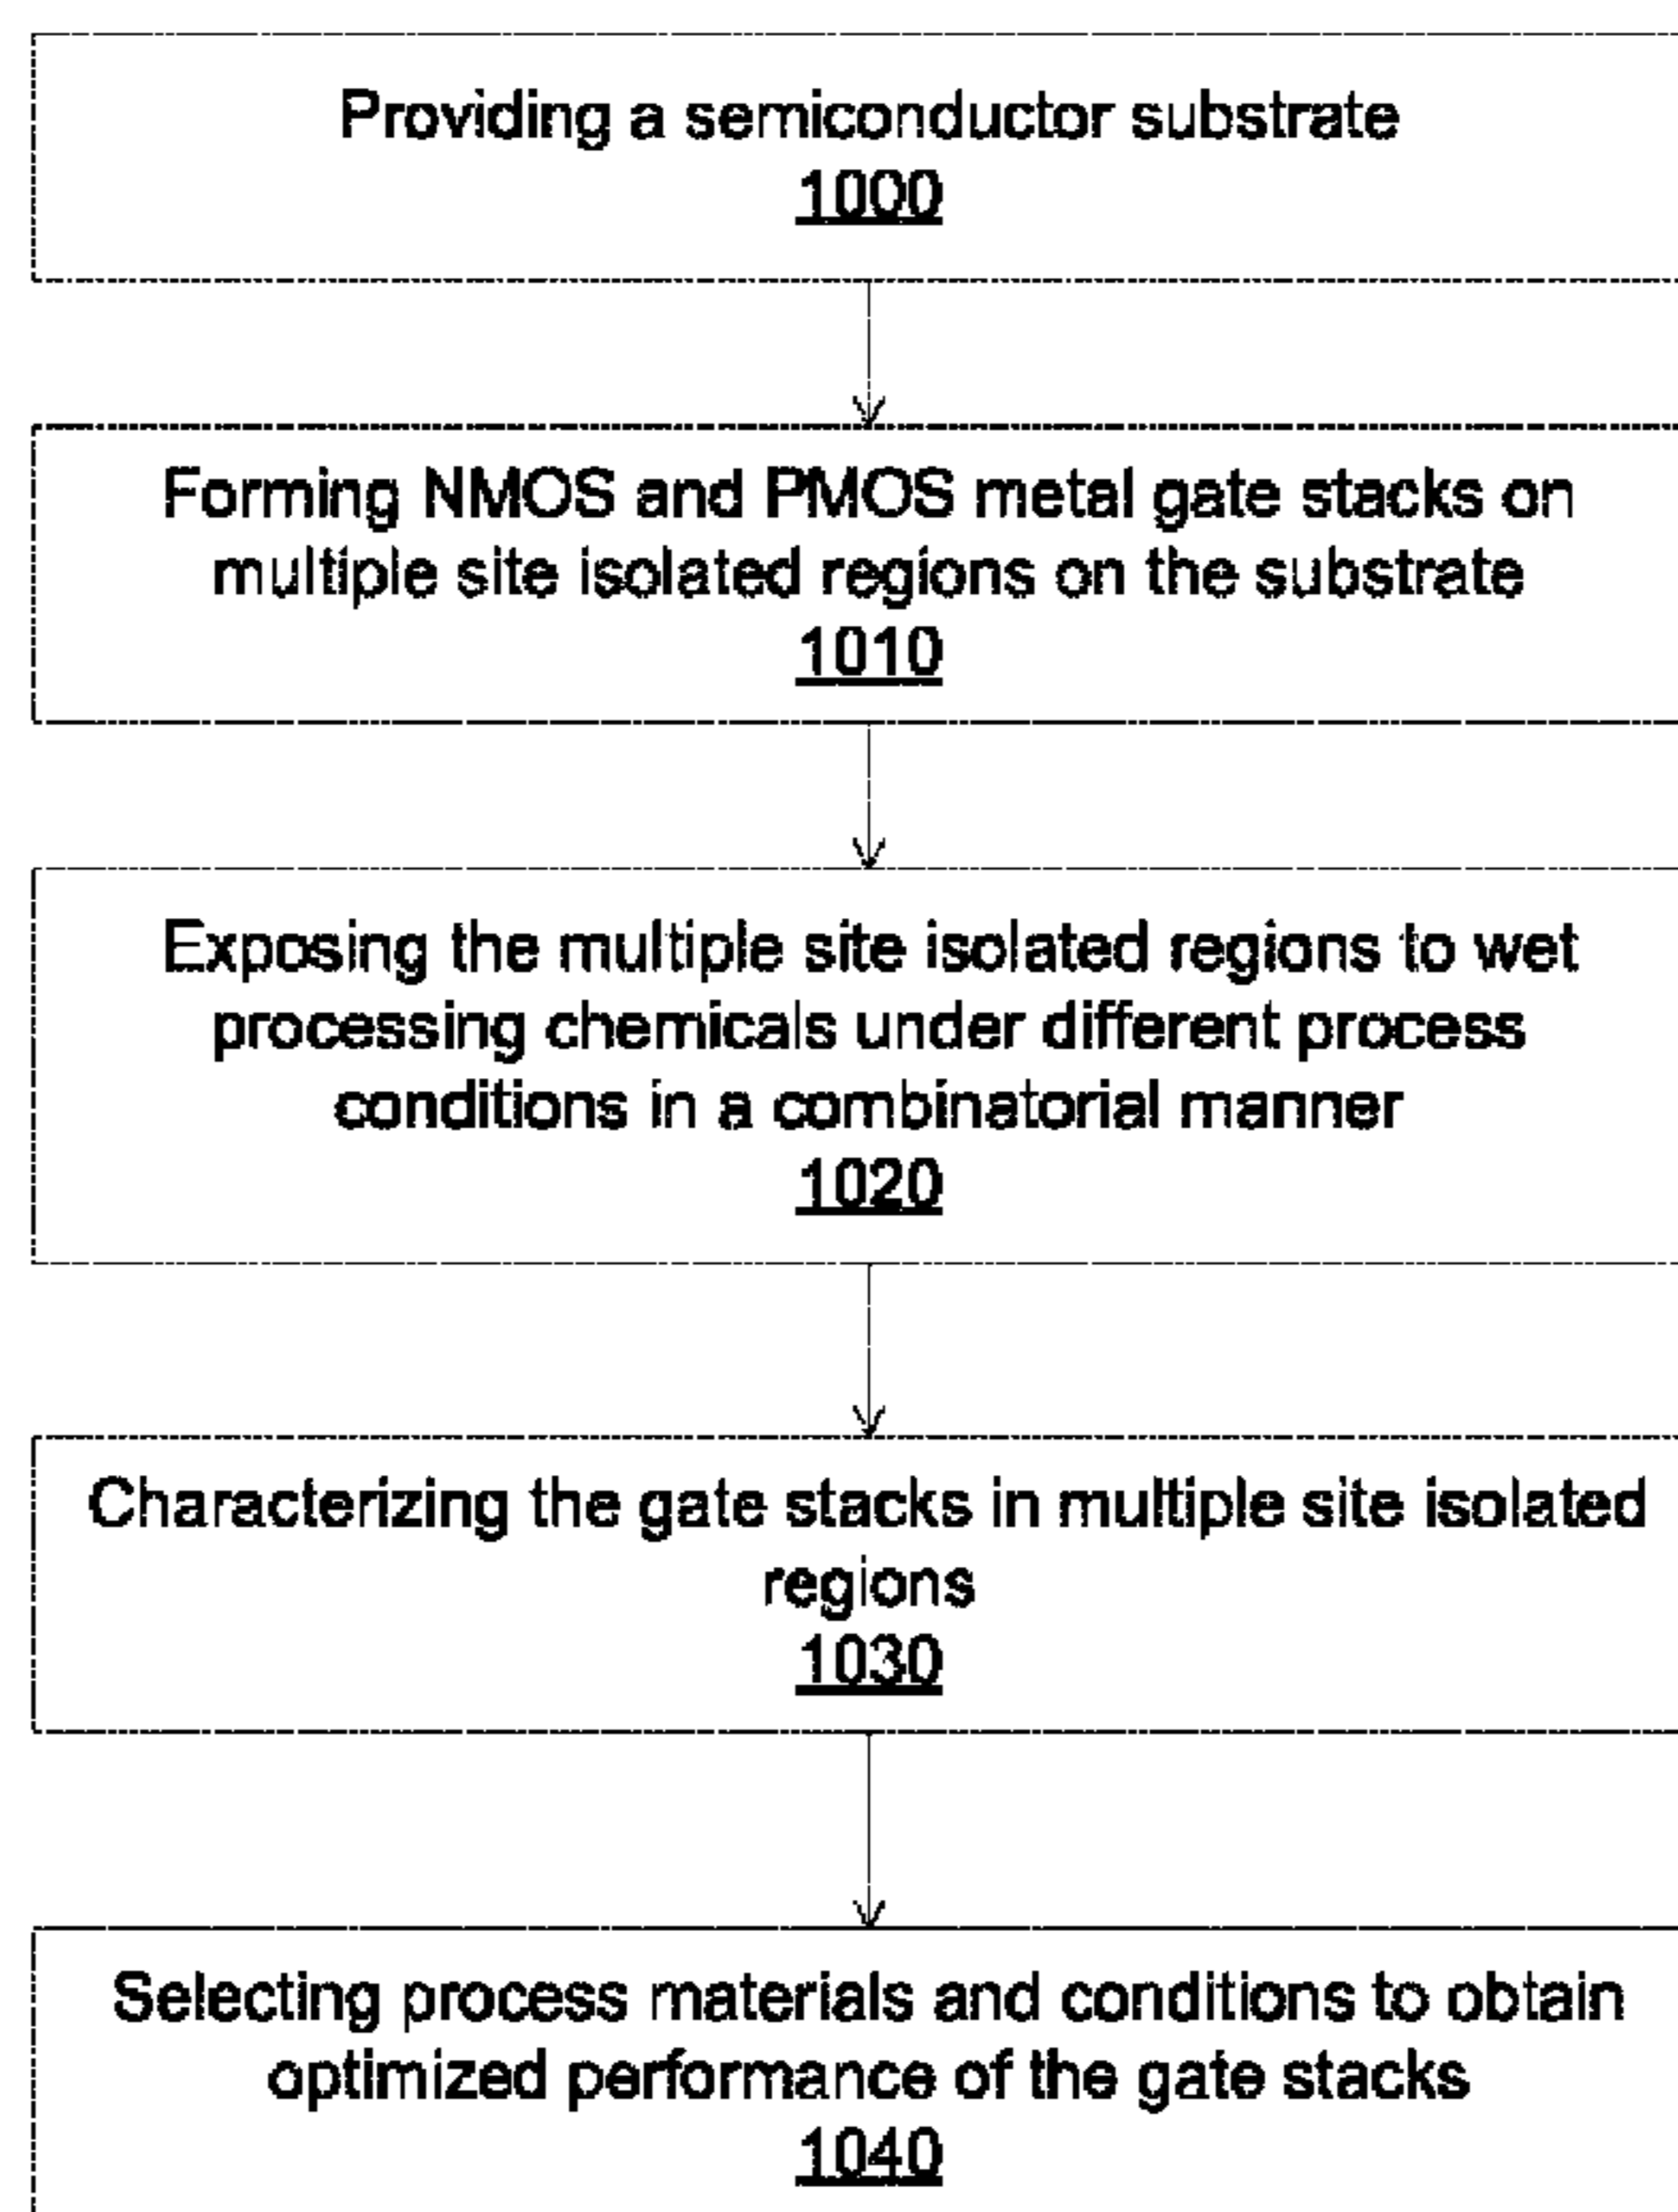 Providing a semiconductor substrate
1000
Forming NMOS and PMOS metal gate stacks on
multiple site isolated regions on the substrate
1010
Exposing the multiple site isolated regions to wet
processing chemicals under different process
conditions in a combinatorial manner
1020
Characterizing the gate stacks in multiple site isolated
regions
1030
Selecting process materials and conditions to obtain
optimized performance of the gate stacks
1040